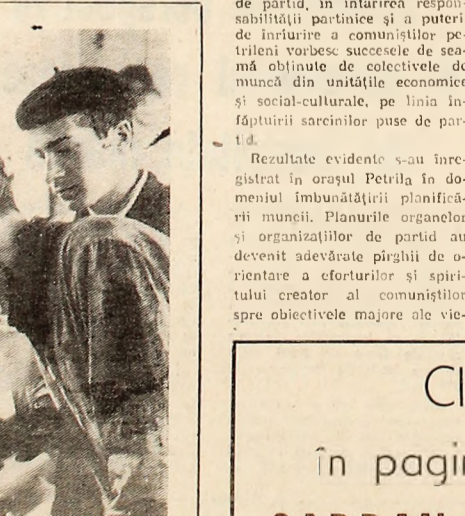 de partid, în întărirea respon-
sabilității partinice și a puterii
de înrîurire a comuniștilor pe-
trileni vorbesc succesele de sea-
mă obținute de colectivele de
muncă din unitățile economice
și social-culturale, pe linia în-
făptuirii sarcinilor puse de par-
tid.
Rezultate evidente s-au înre-
gistrat în orașul Petrila în do-
meniul îmbunătățirii planifică-
rii muncii. Planurile organelor
și organizațiilor de partid au
devenit adevărate pîrghii de o-
rientare a eforturilor și spiri-
tului creator al comuniștilor
spre obiectivele majore ale vie-
în